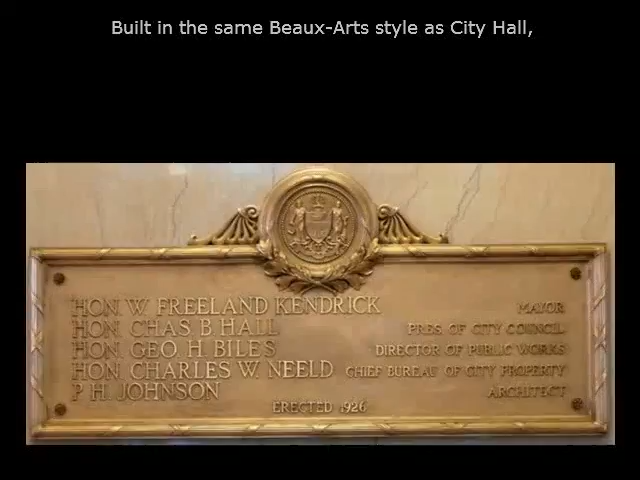 Built in the same Beaux-Arts style as City Hall,
HON. W. FREELAND KENDRICK MAYOR
HON. CHAS. B. HALL PRES. OF CITY COUNCIL
HON. GEO. H. BILES DIRECTOR OF PUBLIC WORKS
HON. CHARLES W. NEELD CHIEF BUREAU OF CITY PROPERTY
P. H. JOHNSON ARCHITECT
ERECTED 1926